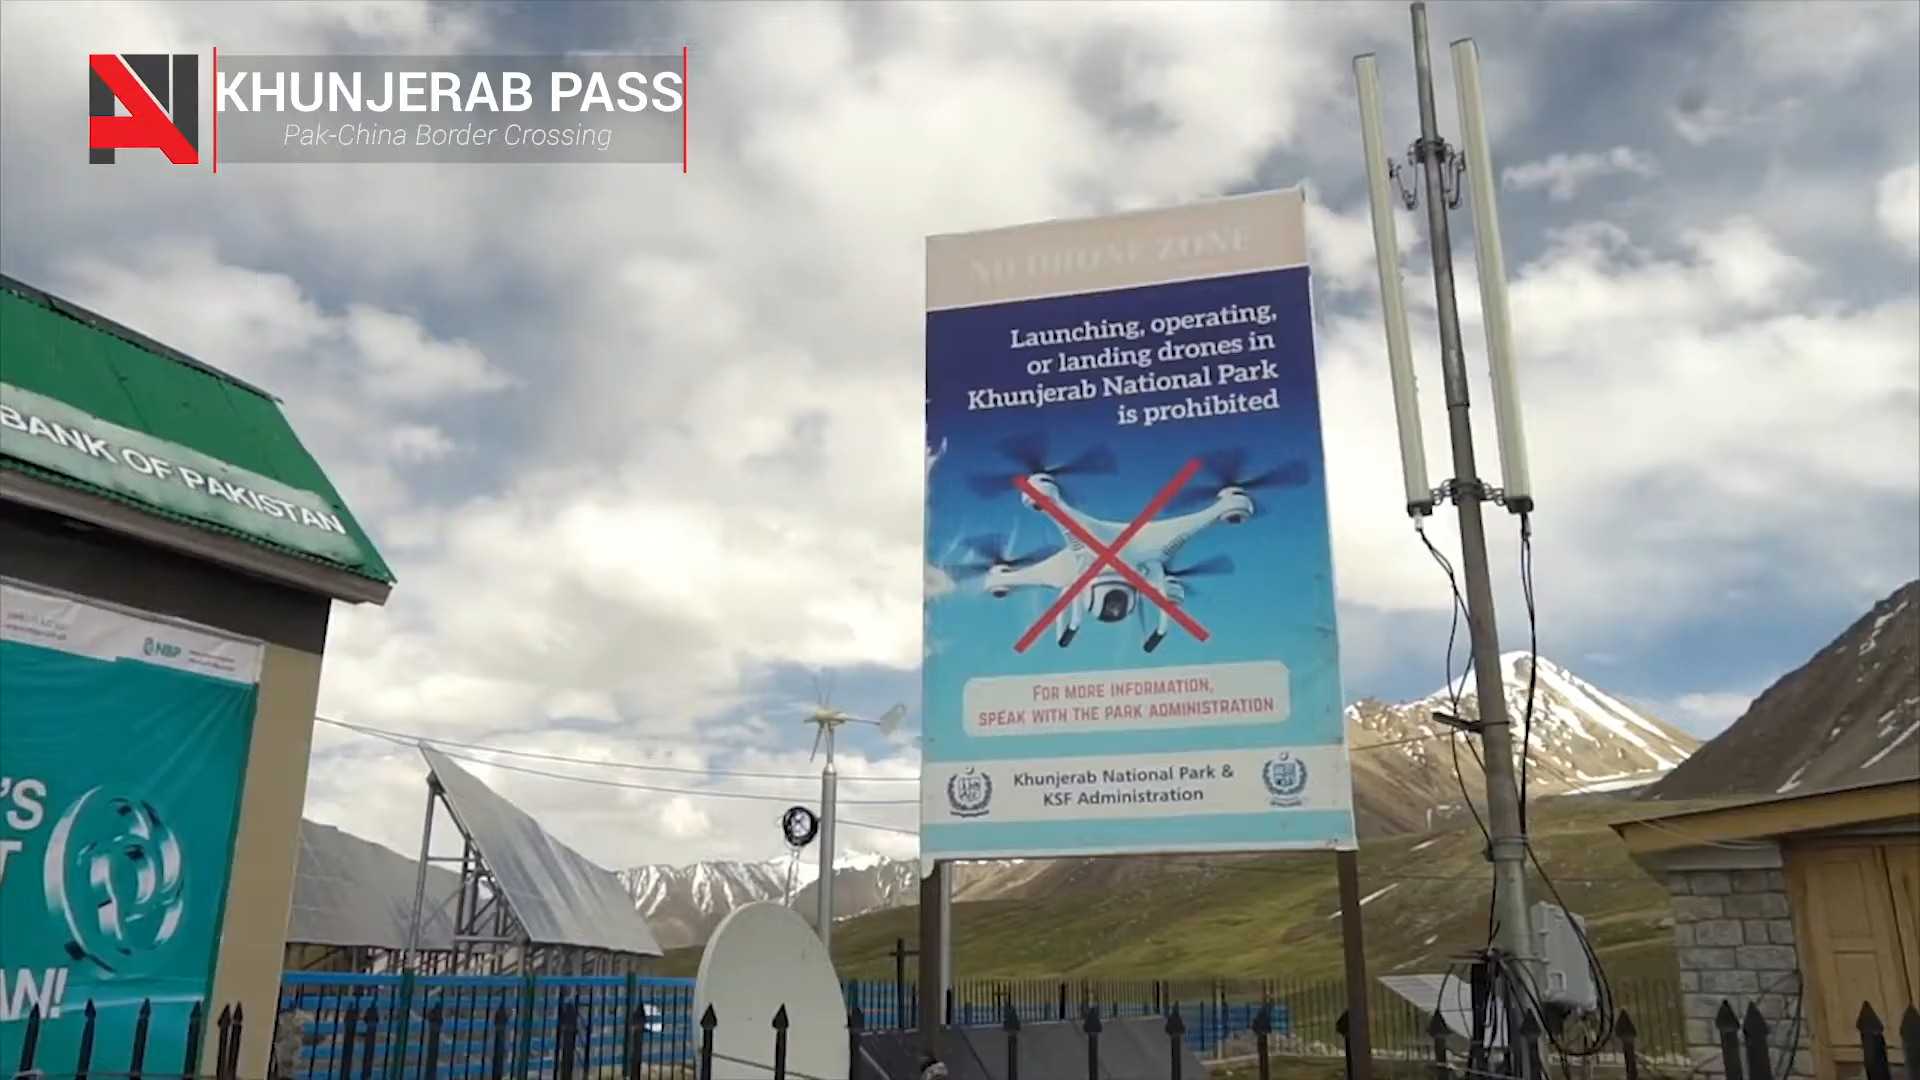 KHUNJERAB PASS
Pak-China Border Crossing
NO DRONE ZONE
Launching, operating,
or landing drones in
Khunjerab National Park
is prohibited
FOR MORE INFORMATION,
SPEAK WITH THE PARK ADMINISTRATION
Khunjerab National Park &
KSF Administration
BANK OF PAKISTAN
NBP
'S
T
AN!